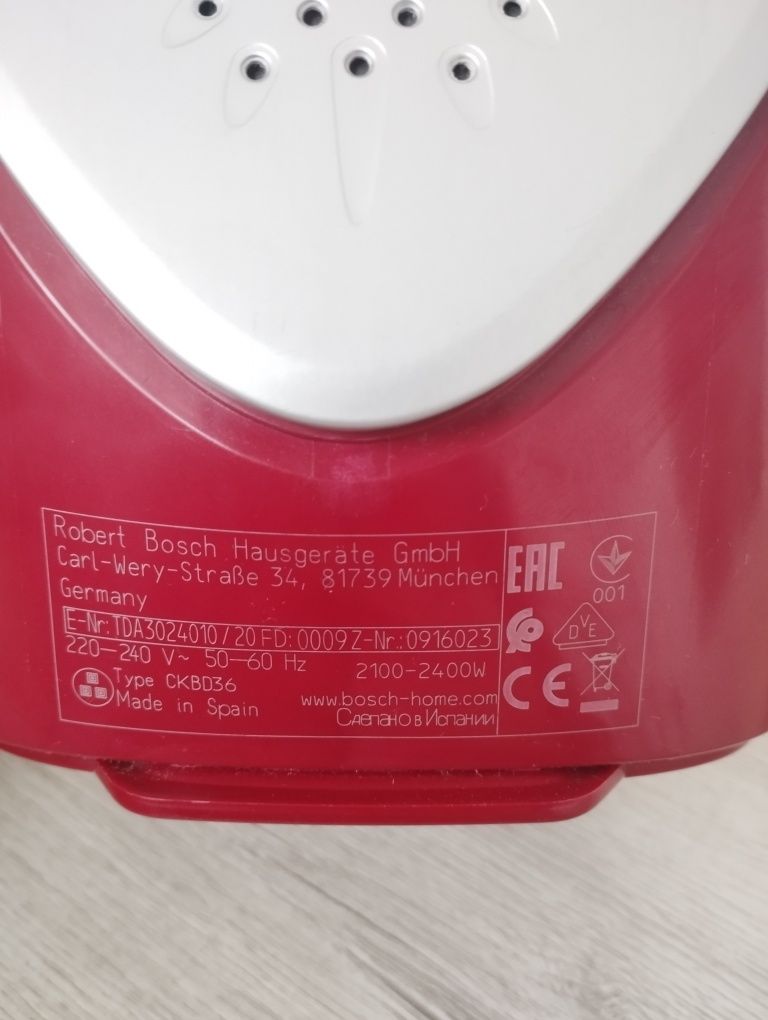 Robert Bosch Hausgeräte GmbH
Carl-Wery-Straße 34, 81739 München
Germany
E-Nr: TDA3024010/20 FD: 0009 Z-Nr.: 0916023
220-240 V~ 50-60 Hz 2100-2400W
Type CKBD36
Made in Spain www.bosch-home.com
Сделано в Испании
EAC
001
DVE
CE